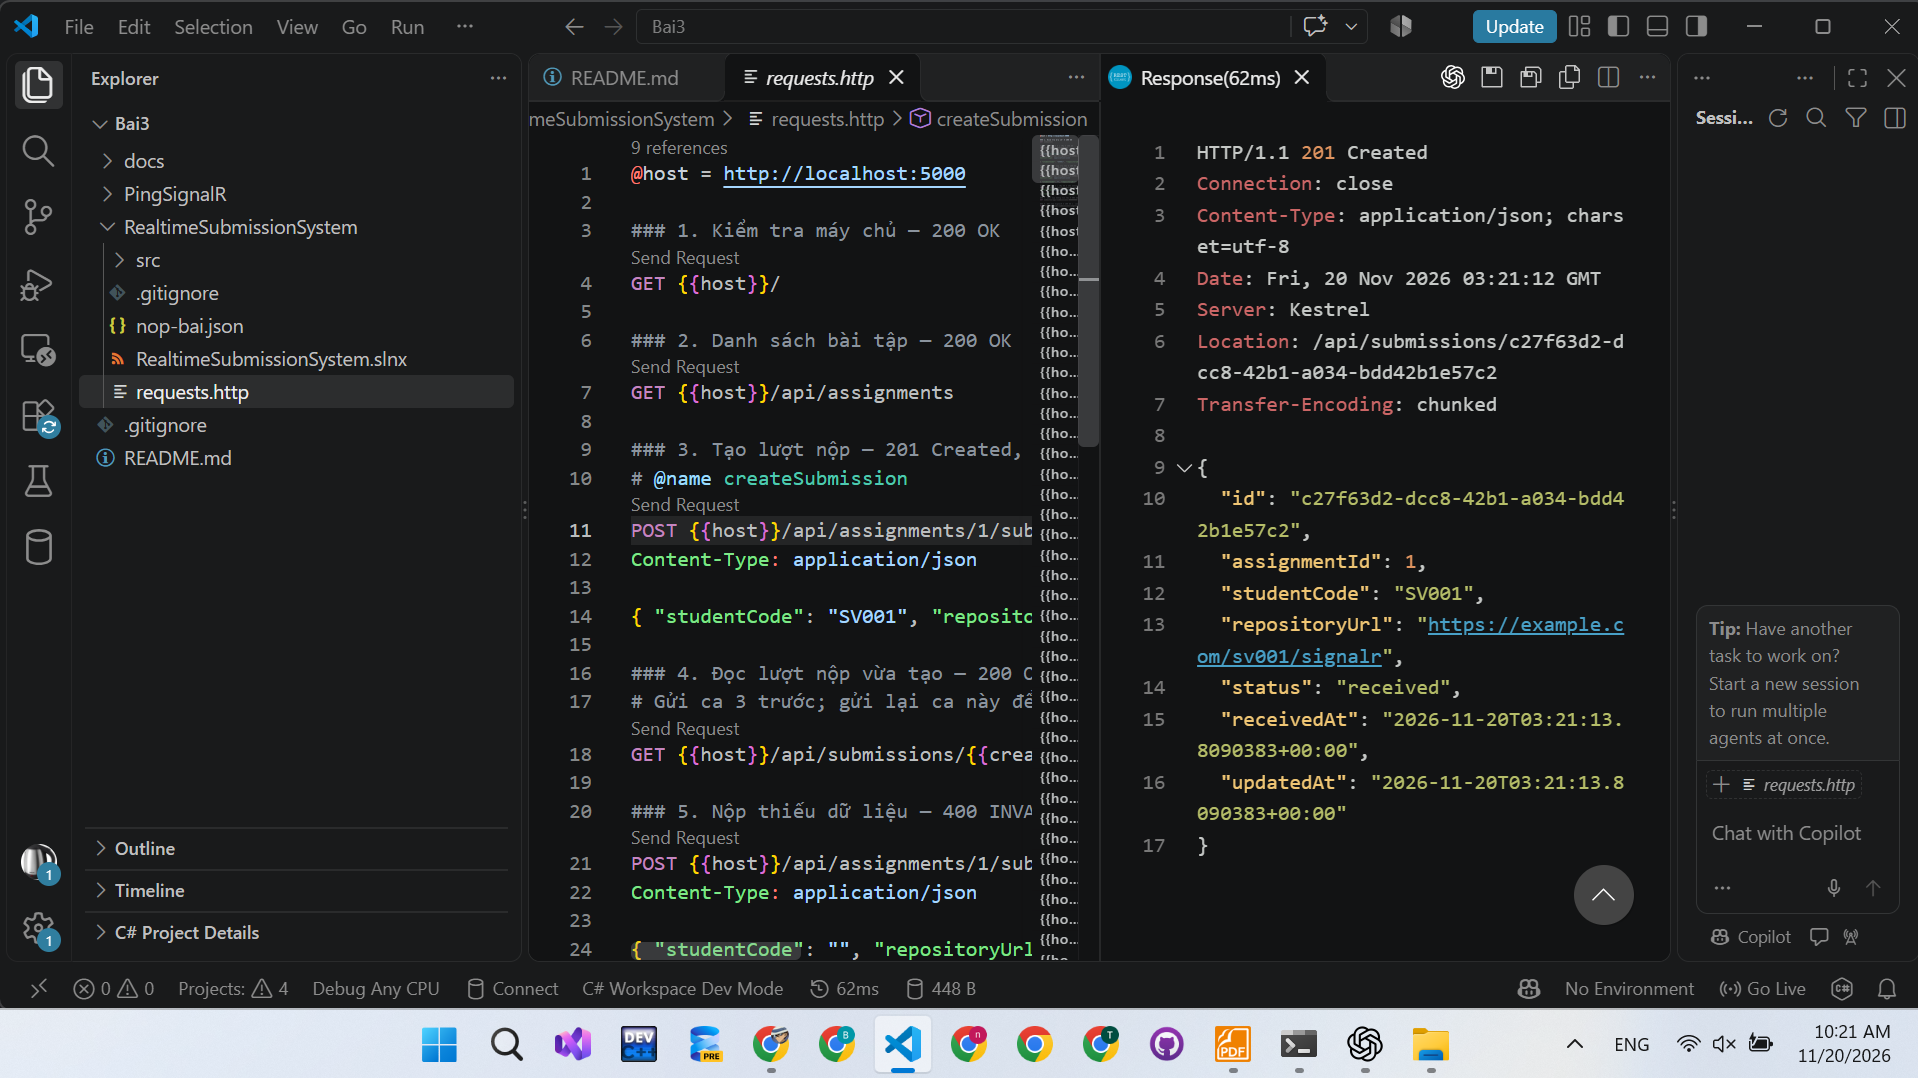 File Edit Selection View Go Run
Bai3
Update
Explorer
Bai3
docs
PingSignalR
RealtimeSubmissionSystem
src
.gitignore
nop-bai.json
RealtimeSubmissionSystem.slnx
requests.http
.gitignore
README.md
Outline
Timeline
C# Project Details
1
1
README.md
requests.http
meSubmissionSystem > requests.http > createSubmission
9 references
1 @host = http://localhost:5000
2
3 ### 1. Kiểm tra máy chủ — 200 OK
Send Request
4 GET {{host}}/
5
6 ### 2. Danh sách bài tập — 200 OK
Send Request
7 GET {{host}}/api/assignments
8
9 ### 3. Tạo lượt nộp — 201 Created,
10 # @name createSubmission
Send Request
11 POST {{host}}/api/assignments/1/sub
12 Content-Type: application/json
13
14 { "studentCode": "SV001", "reposito
15
16 ### 4. Đọc lượt nộp vừa tạo — 200 O
17 # Gửi ca 3 trước; gửi lại ca này để
Send Request
18 GET {{host}}/api/submissions/{{crea
19
20 ### 5. Nộp thiếu dữ liệu — 400 INVA
Send Request
21 POST {{host}}/api/assignments/1/sub
22 Content-Type: application/json
23
24 { "studentCode": "", "repositoryUrl
Response(62ms)
1 HTTP/1.1 201 Created
2 Connection: close
3 Content-Type: application/json; chars
et=utf-8
4 Date: Fri, 20 Nov 2026 03:21:12 GMT
5 Server: Kestrel
6 Location: /api/submissions/c27f63d2-d
cc8-42b1-a034-bdd42b1e57c2
7 Transfer-Encoding: chunked
8
9 {
10 "id": "c27f63d2-dcc8-42b1-a034-bdd4
2b1e57c2",
11 "assignmentId": 1,
12 "studentCode": "SV001",
13 "repositoryUrl": "https://example.c
om/sv001/signalr",
14 "status": "received",
15 "receivedAt": "2026-11-20T03:21:13.
8090383+00:00",
16 "updatedAt": "2026-11-20T03:21:13.8
090383+00:00"
17 }
Sessi...
Tip: Have another
task to work on?
Start a new session
to run multiple
agents at once.
requests.http
Chat with Copilot
Copilot
0 0 Projects: 4 Debug Any CPU Connect C# Workspace Dev Mode 62ms 448 B No Environment Go Live
DEV C++
PRE
B
n
T
PDF
ENG
10:21 AM
11/20/2026